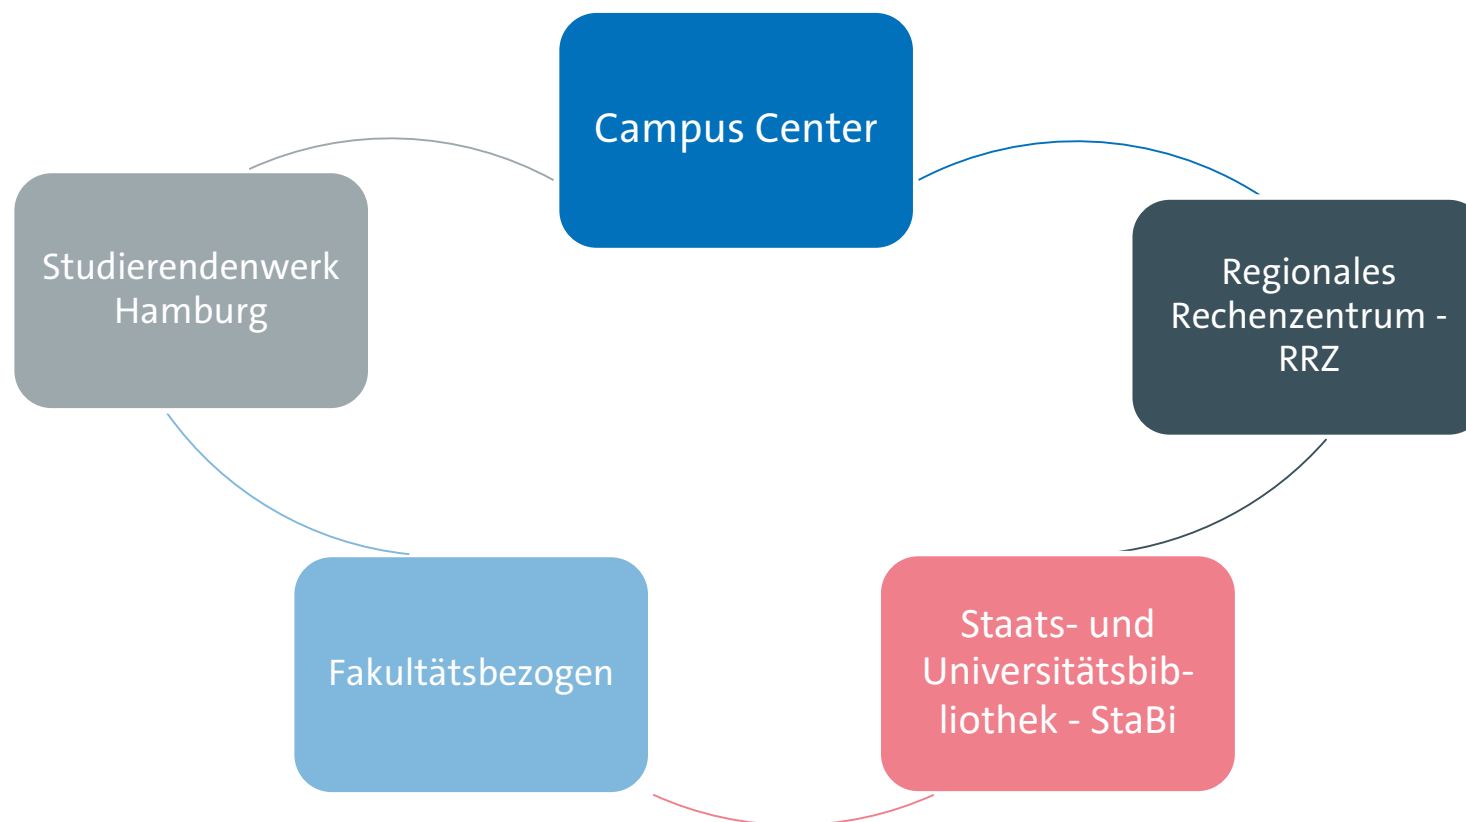 Campus Center
Studierendenwerk
Hamburg
Regionales
Rechenzentrum -
RRZ
Fakultätsbezogen
Staats- und
Universitätsbib-
liothek - StaBi